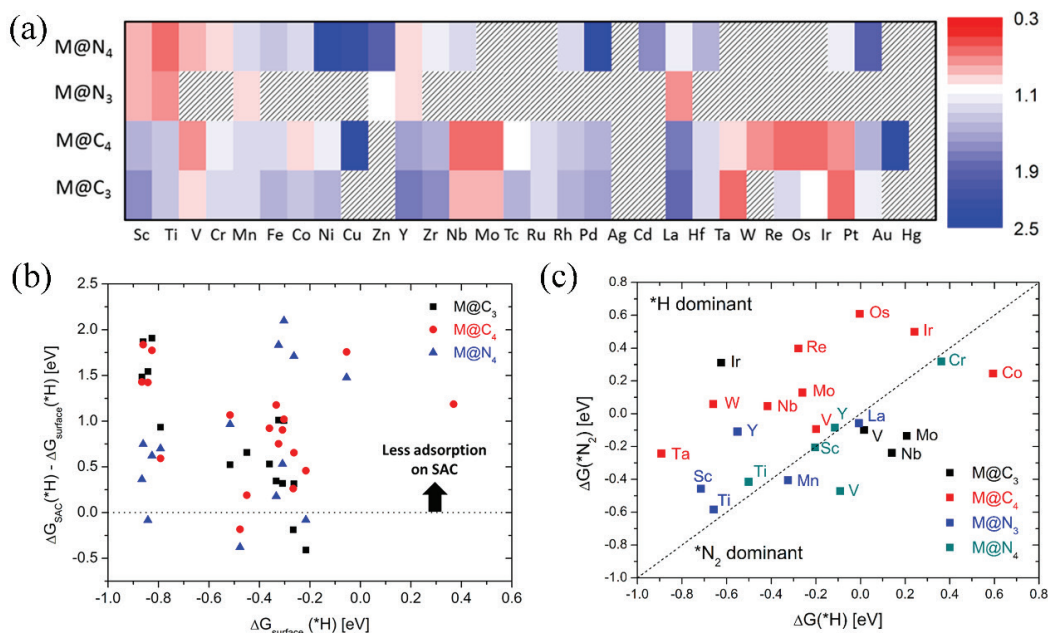 (a)
M@N4
M@N3
M@C4
M@C3
0.3
1.1
1.9
2.5
Sc Ti V Cr Mn Fe Co Ni Cu Zn Y Zr Nb Mo Tc Ru Rh Pd Ag Cd La Hf Ta W Re Os Ir Pt Au Hg
(b)
ΔG_SAC(*H) - ΔG_surface(*H) [eV]
2.5
2.0
1.5
1.0
0.5
0.0
-0.5
M@C3
M@C4
M@N4
Less adsorption
on SAC
-1.0 -0.8 -0.6 -0.4 -0.2 0.0 0.2 0.4 0.6
ΔG_surface (*H) [eV]
(c)
ΔG(*N2) [eV]
0.8
0.6
0.4
0.2
0.0
-0.2
-0.4
-0.6
-0.8
-1.0
*H dominant
Os
Ir
Re
Ir
Cr
Co
Mo
W
Nb
V
Y
La
Y
V
Mo
Sc
Nb
Ta
Sc
Ti
Mn
V
Ti
*N2 dominant
M@C3
M@C4
M@N3
M@N4
-1.0 -0.8 -0.6 -0.4 -0.2 0.0 0.2 0.4 0.6 0.8
ΔG(*H) [eV]